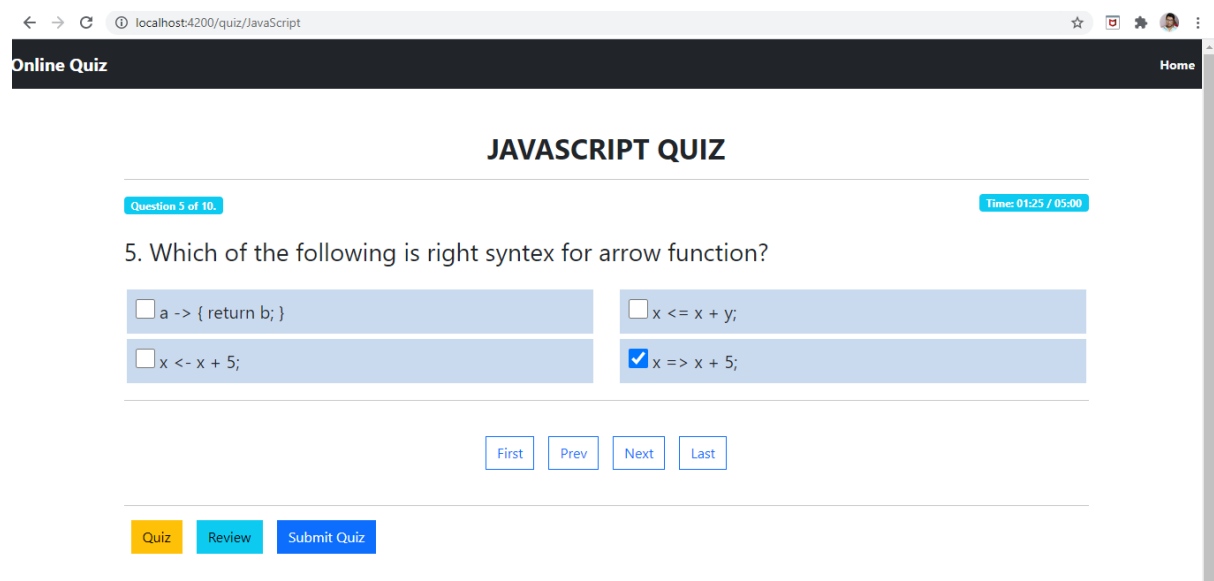 localhost:4200/quiz/JavaScript
Online Quiz
Home
JAVASCRIPT QUIZ
Question 5 of 10.
Time: 01:25 / 05:00
5. Which of the following is right syntex for arrow function?
a -> { return b; }
x <= x + y;
x <- x + 5;
x => x + 5;
First
Prev
Next
Last
Quiz
Review
Submit Quiz